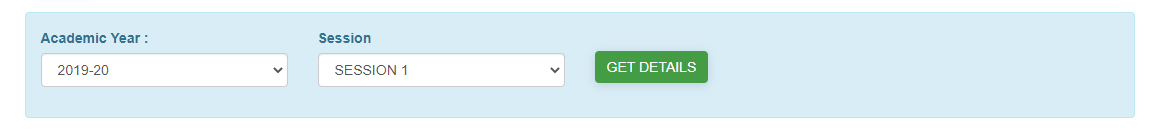 Academic Year : Session
2019-20 SESSION 1 GET DETAILS